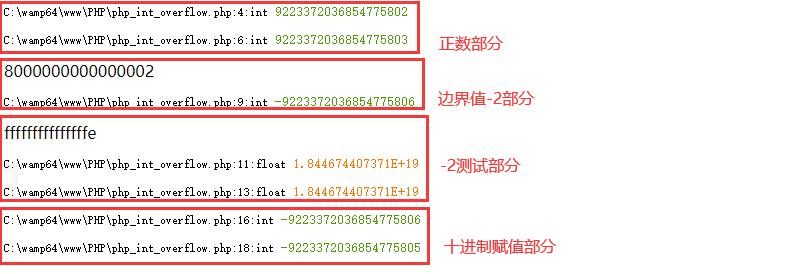 C:\wamp64\www\PHP\php_int_overflow.php:4:int 9223372036854775802
C:\wamp64\www\PHP\php_int_overflow.php:6:int 9223372036854775803
正数部分
8000000000000002
C:\wamp64\www\PHP\php_int_overflow.php:9:int -9223372036854775806
边界值-2部分
fffffffffffffffe
C:\wamp64\www\PHP\php_int_overflow.php:11:float 1.844674407371E+19
-2测试部分
C:\wamp64\www\PHP\php_int_overflow.php:13:float 1.844674407371E+19
C:\wamp64\www\PHP\php_int_overflow.php:16:int -9223372036854775806
C:\wamp64\www\PHP\php_int_overflow.php:18:int -9223372036854775805
十进制赋值部分